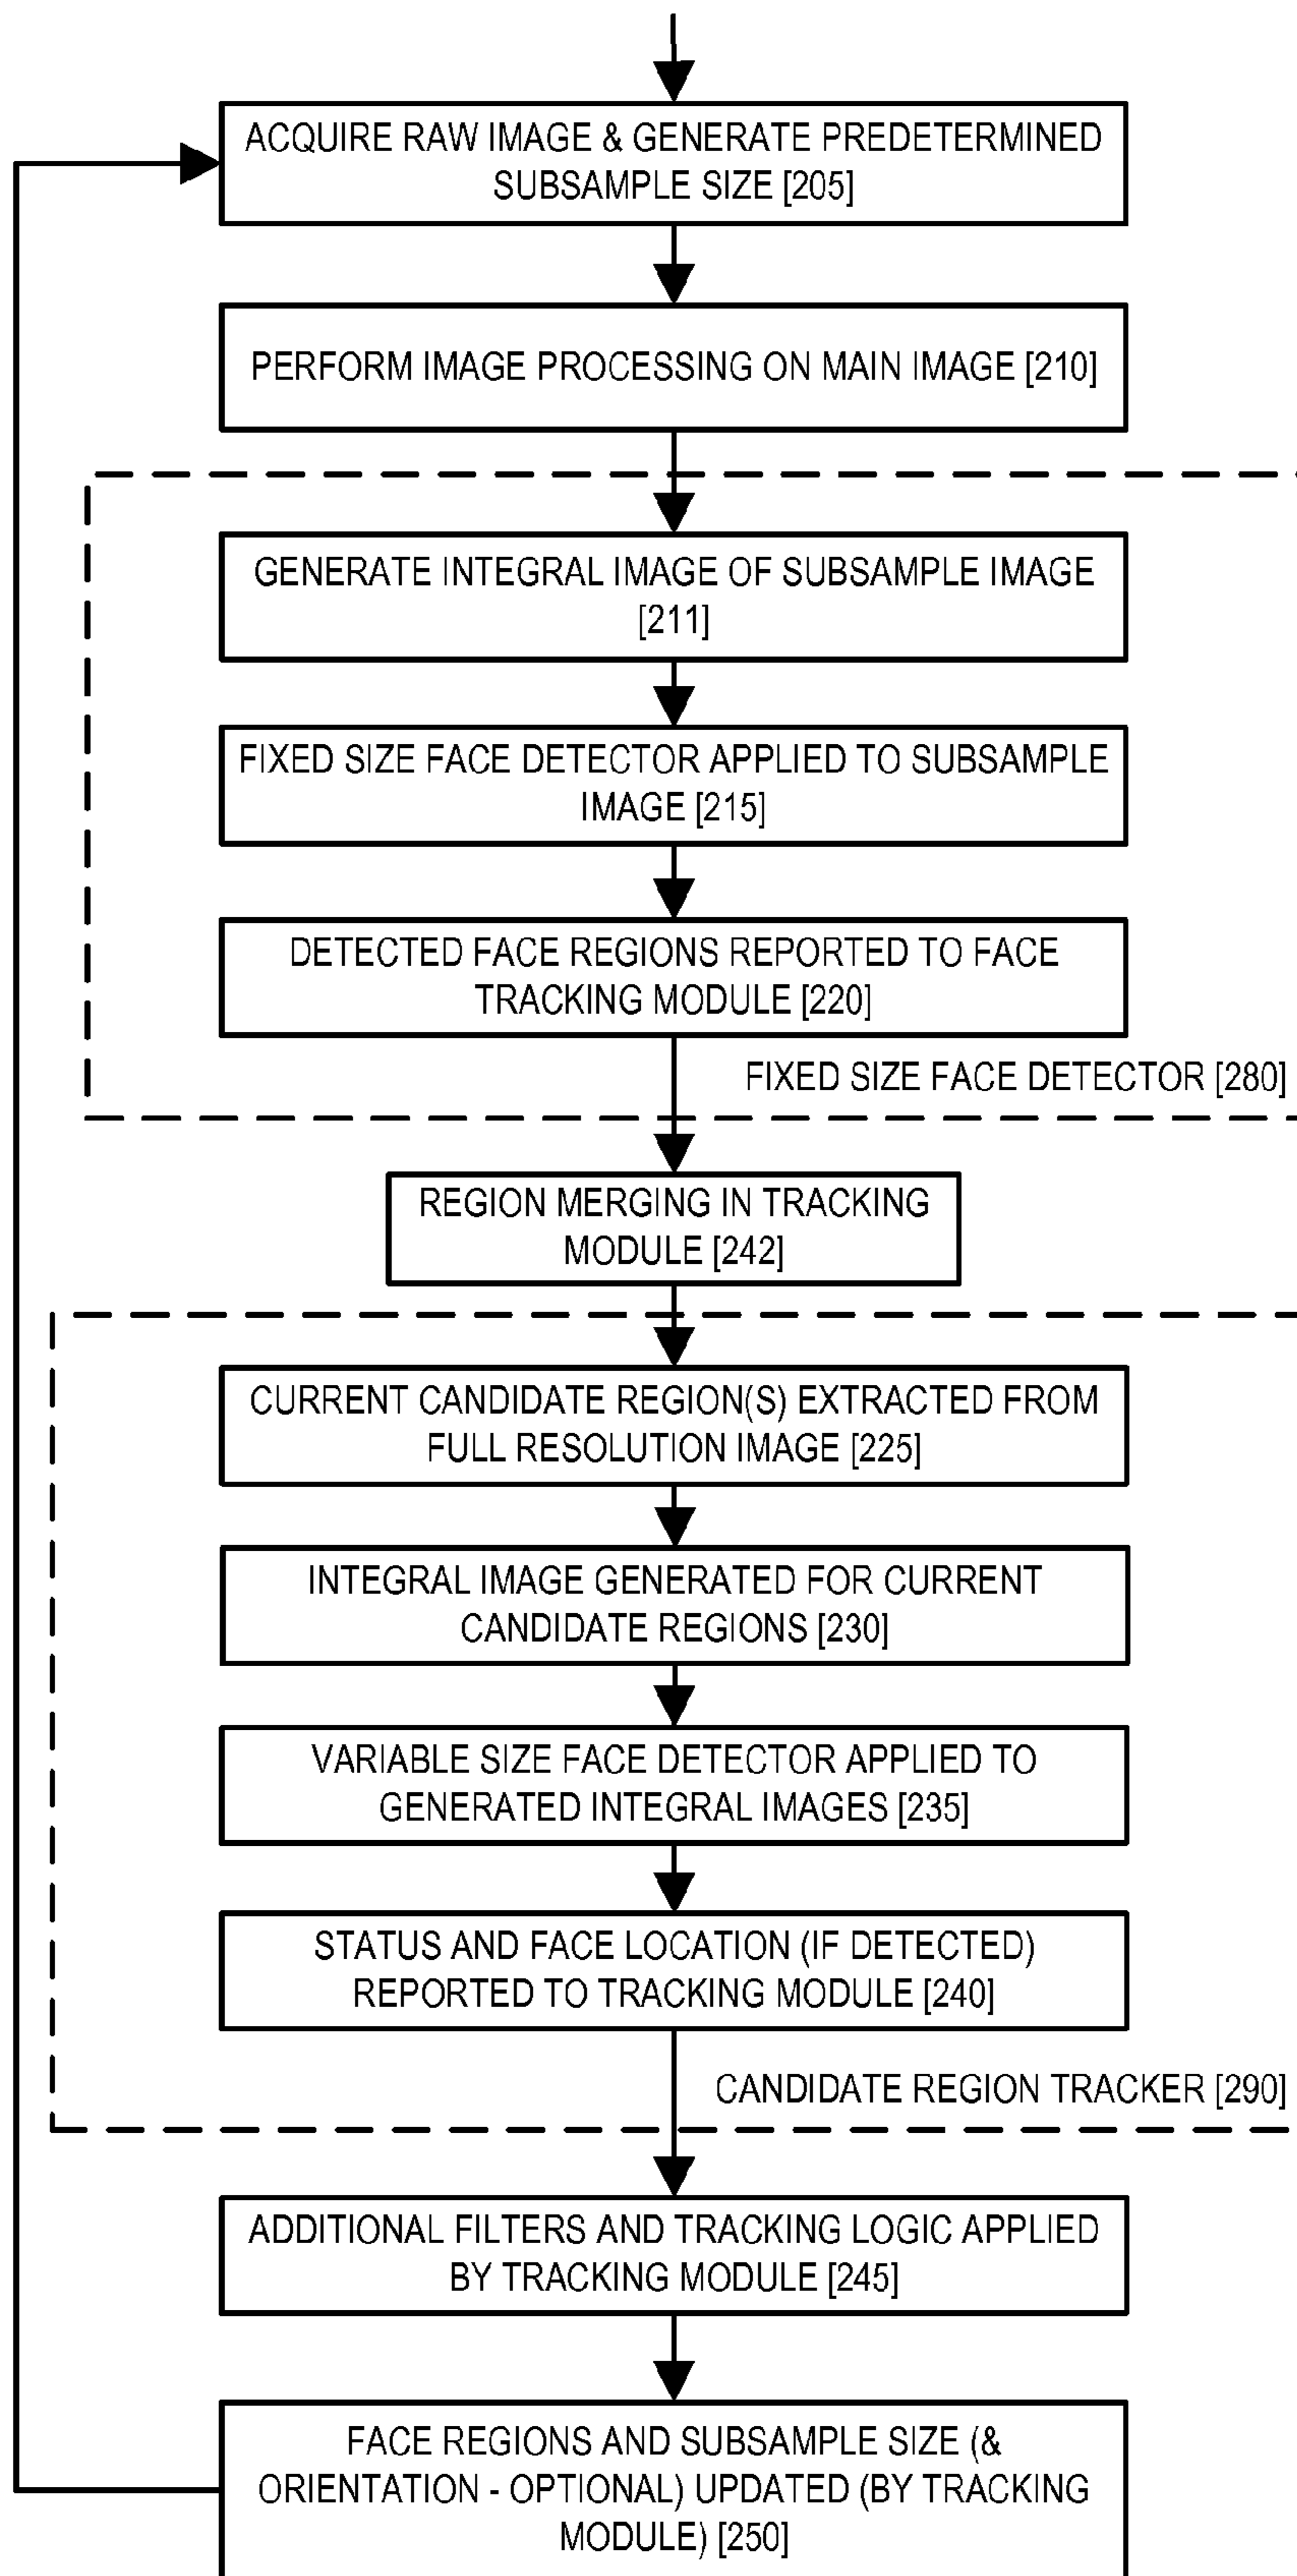 ACQUIRE RAW IMAGE & GENERATE PREDETERMINED
SUBSAMPLE SIZE [205]
PERFORM IMAGE PROCESSING ON MAIN IMAGE [210]
GENERATE INTEGRAL IMAGE OF SUBSAMPLE IMAGE
[211]
FIXED SIZE FACE DETECTOR APPLIED TO SUBSAMPLE
IMAGE [215]
DETECTED FACE REGIONS REPORTED TO FACE
TRACKING MODULE [220]
FIXED SIZE FACE DETECTOR [280]
REGION MERGING IN TRACKING
MODULE [242]
CURRENT CANDIDATE REGION(S) EXTRACTED FROM
FULL RESOLUTION IMAGE [225]
INTEGRAL IMAGE GENERATED FOR CURRENT
CANDIDATE REGIONS [230]
VARIABLE SIZE FACE DETECTOR APPLIED TO
GENERATED INTEGRAL IMAGES [235]
STATUS AND FACE LOCATION (IF DETECTED)
REPORTED TO TRACKING MODULE [240]
CANDIDATE REGION TRACKER [290]
ADDITIONAL FILTERS AND TRACKING LOGIC APPLIED
BY TRACKING MODULE [245]
FACE REGIONS AND SUBSAMPLE SIZE (&
ORIENTATION - OPTIONAL) UPDATED (BY TRACKING
MODULE) [250]